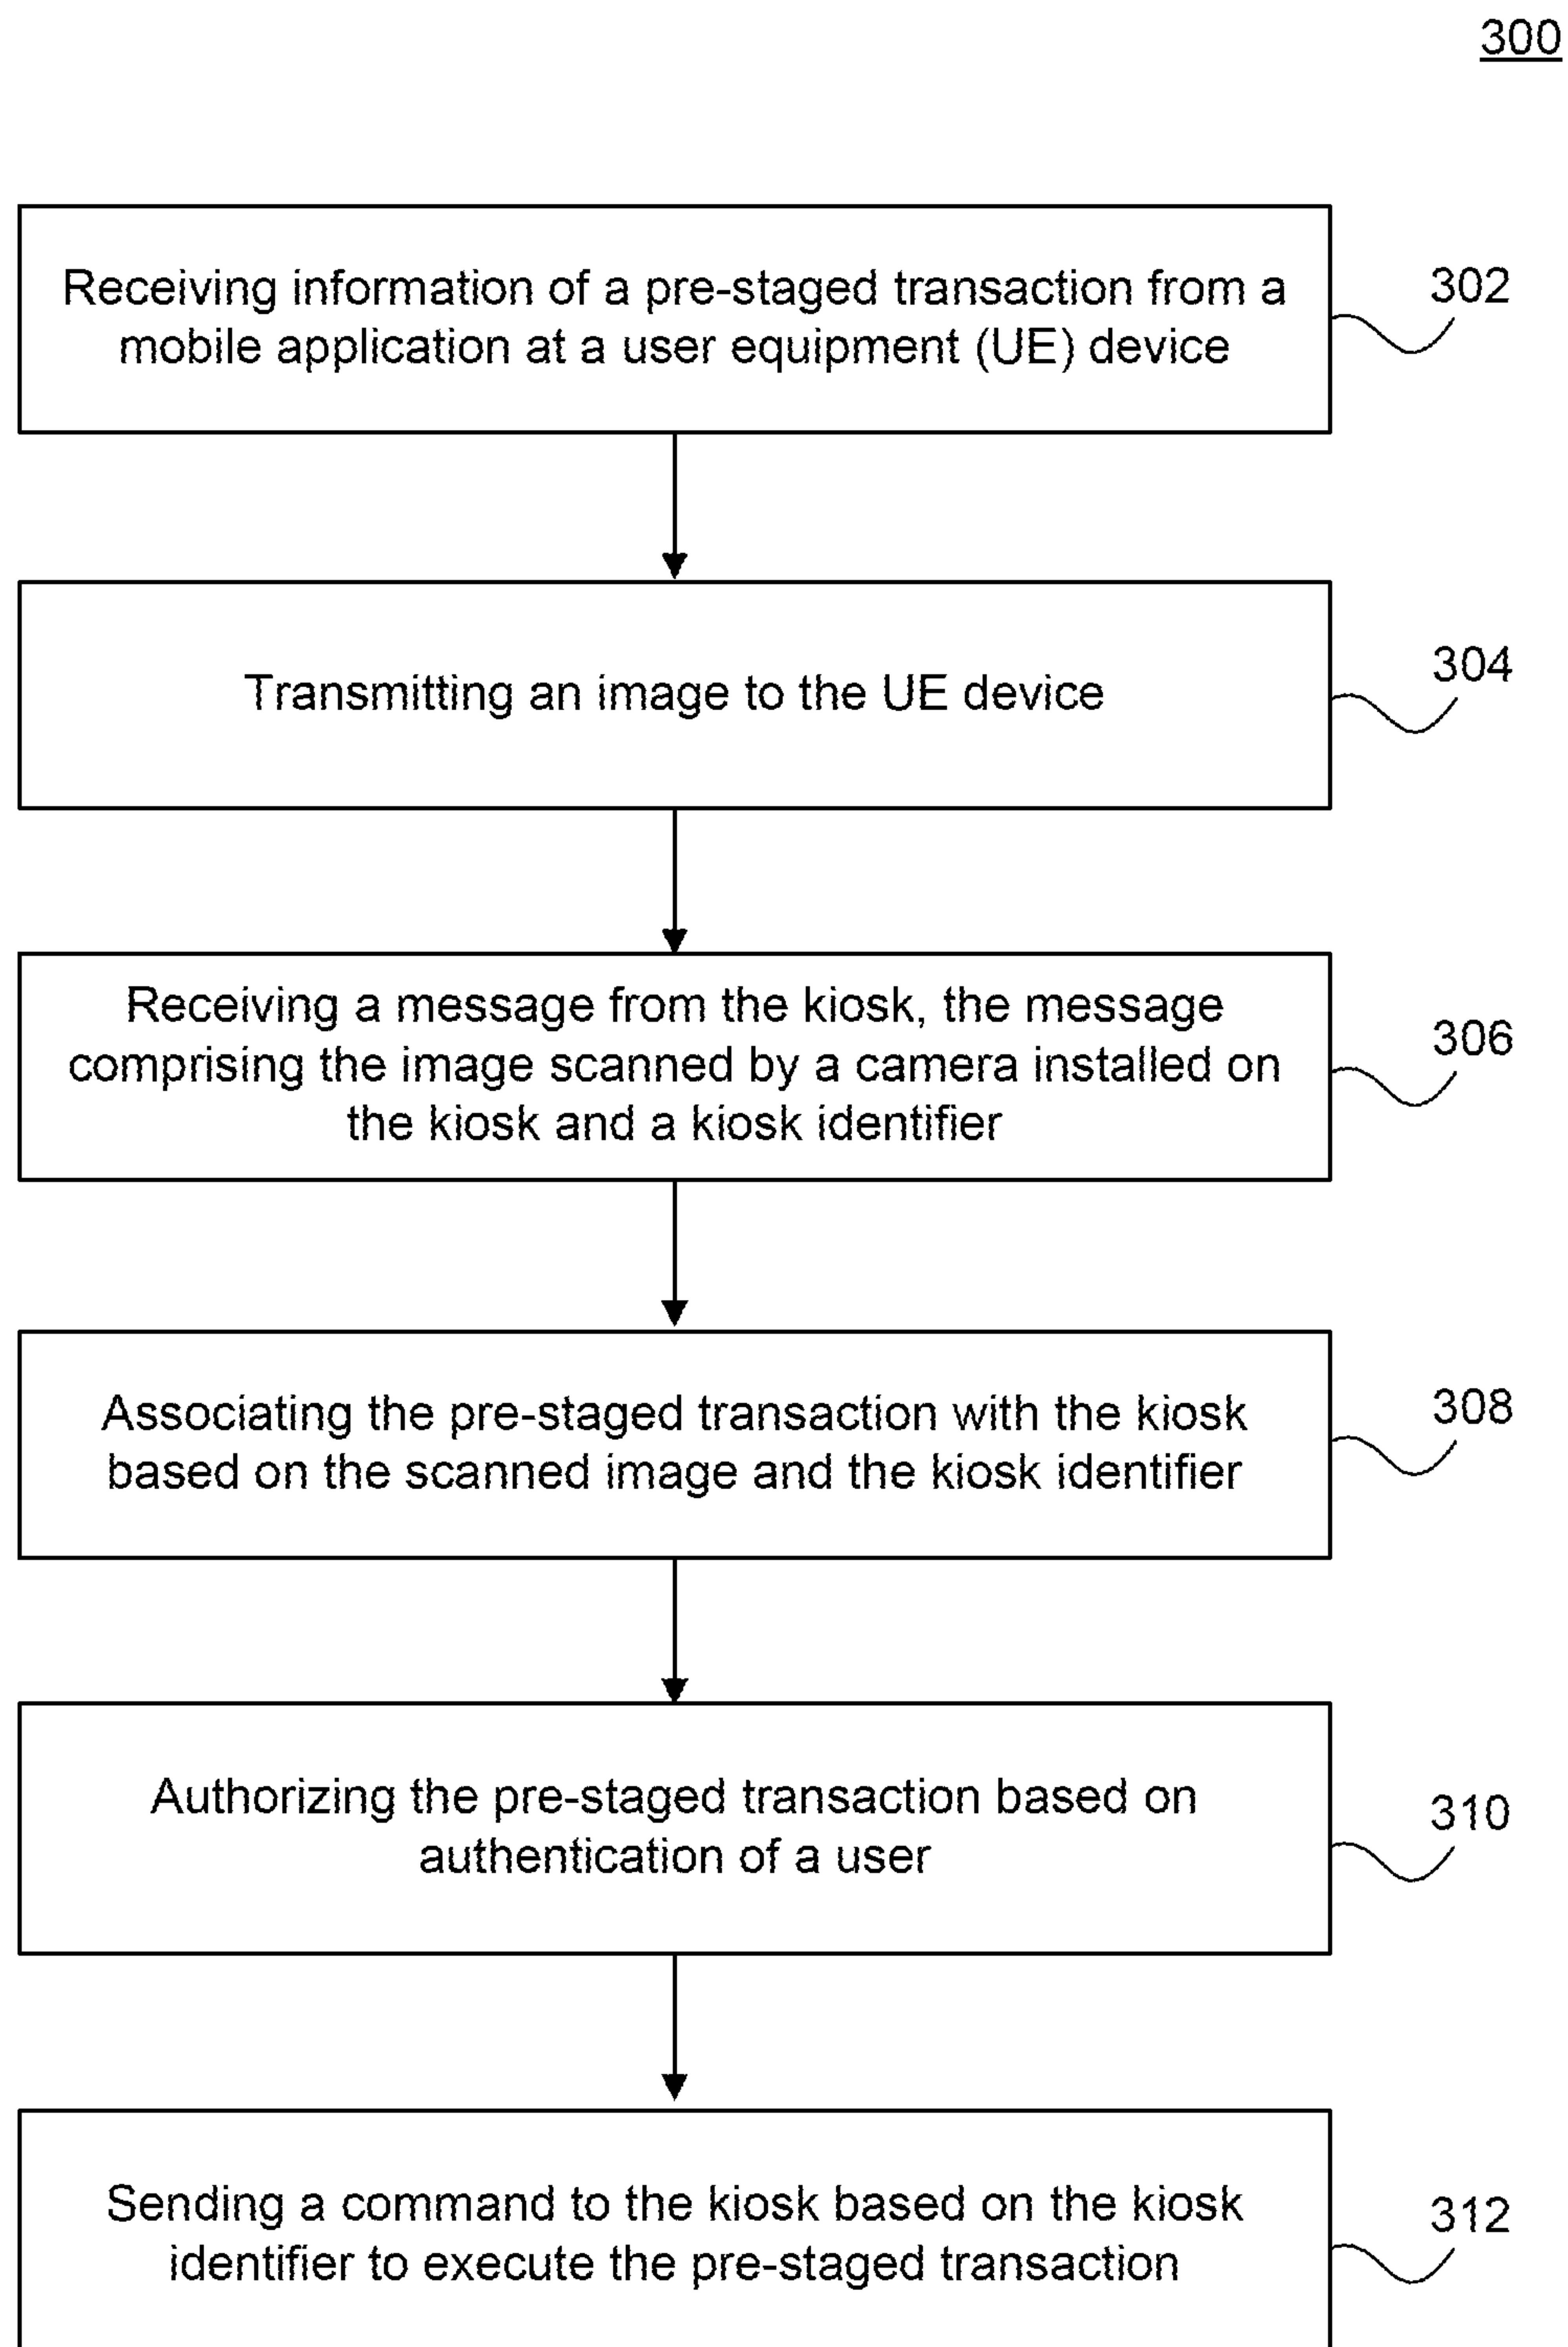 300
Receiving information of a pre-staged transaction from a
mobile application at a user equipment (UE) device
302
Transmitting an image to the UE device
304
Receiving a message from the kiosk, the message
comprising the image scanned by a camera installed on
the kiosk and a kiosk identifier
306
Associating the pre-staged transaction with the kiosk
based on the scanned image and the kiosk identifier
308
Authorizing the pre-staged transaction based on
authentication of a user
310
Sending a command to the kiosk based on the kiosk
identifier to execute the pre-staged transaction
312